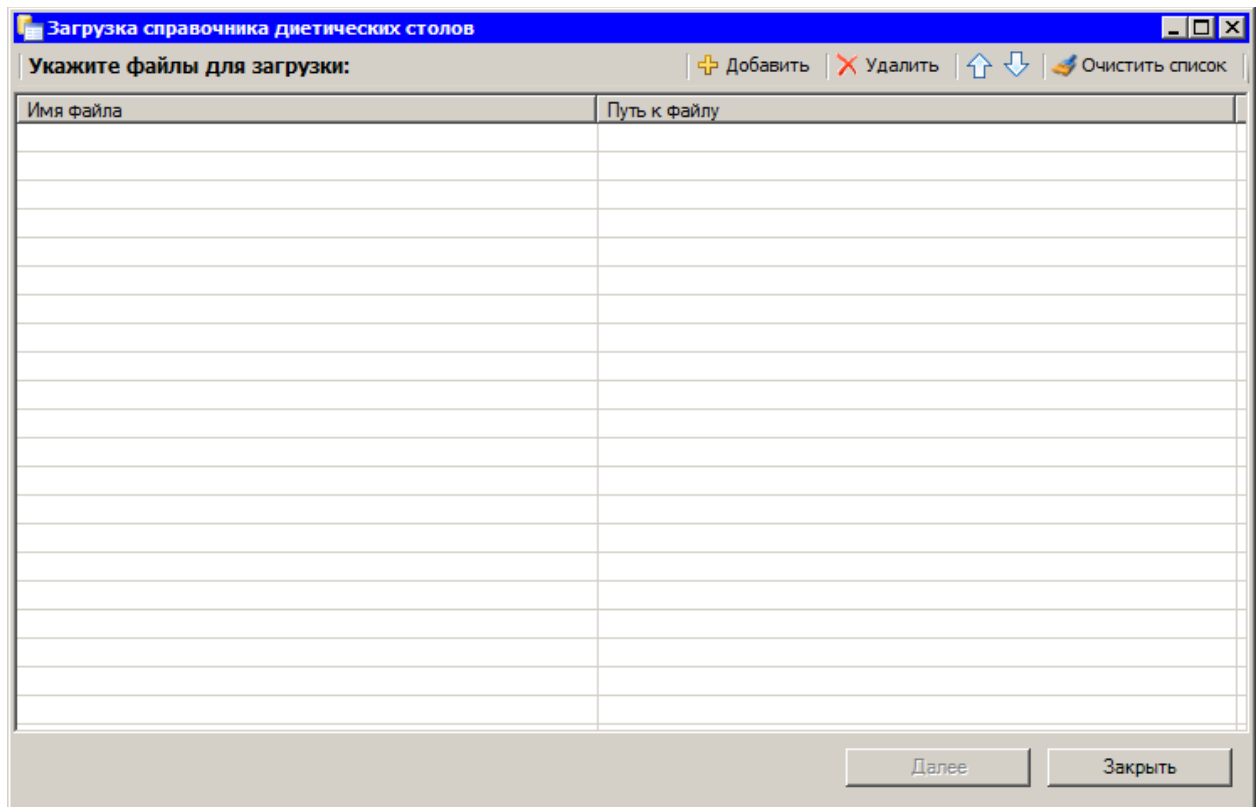 Загрузка справочника диетических столов
Укажите файлы для загрузки: Добавить Удалить Очистить список
Имя файла Путь к файлу
Далее Закрыть